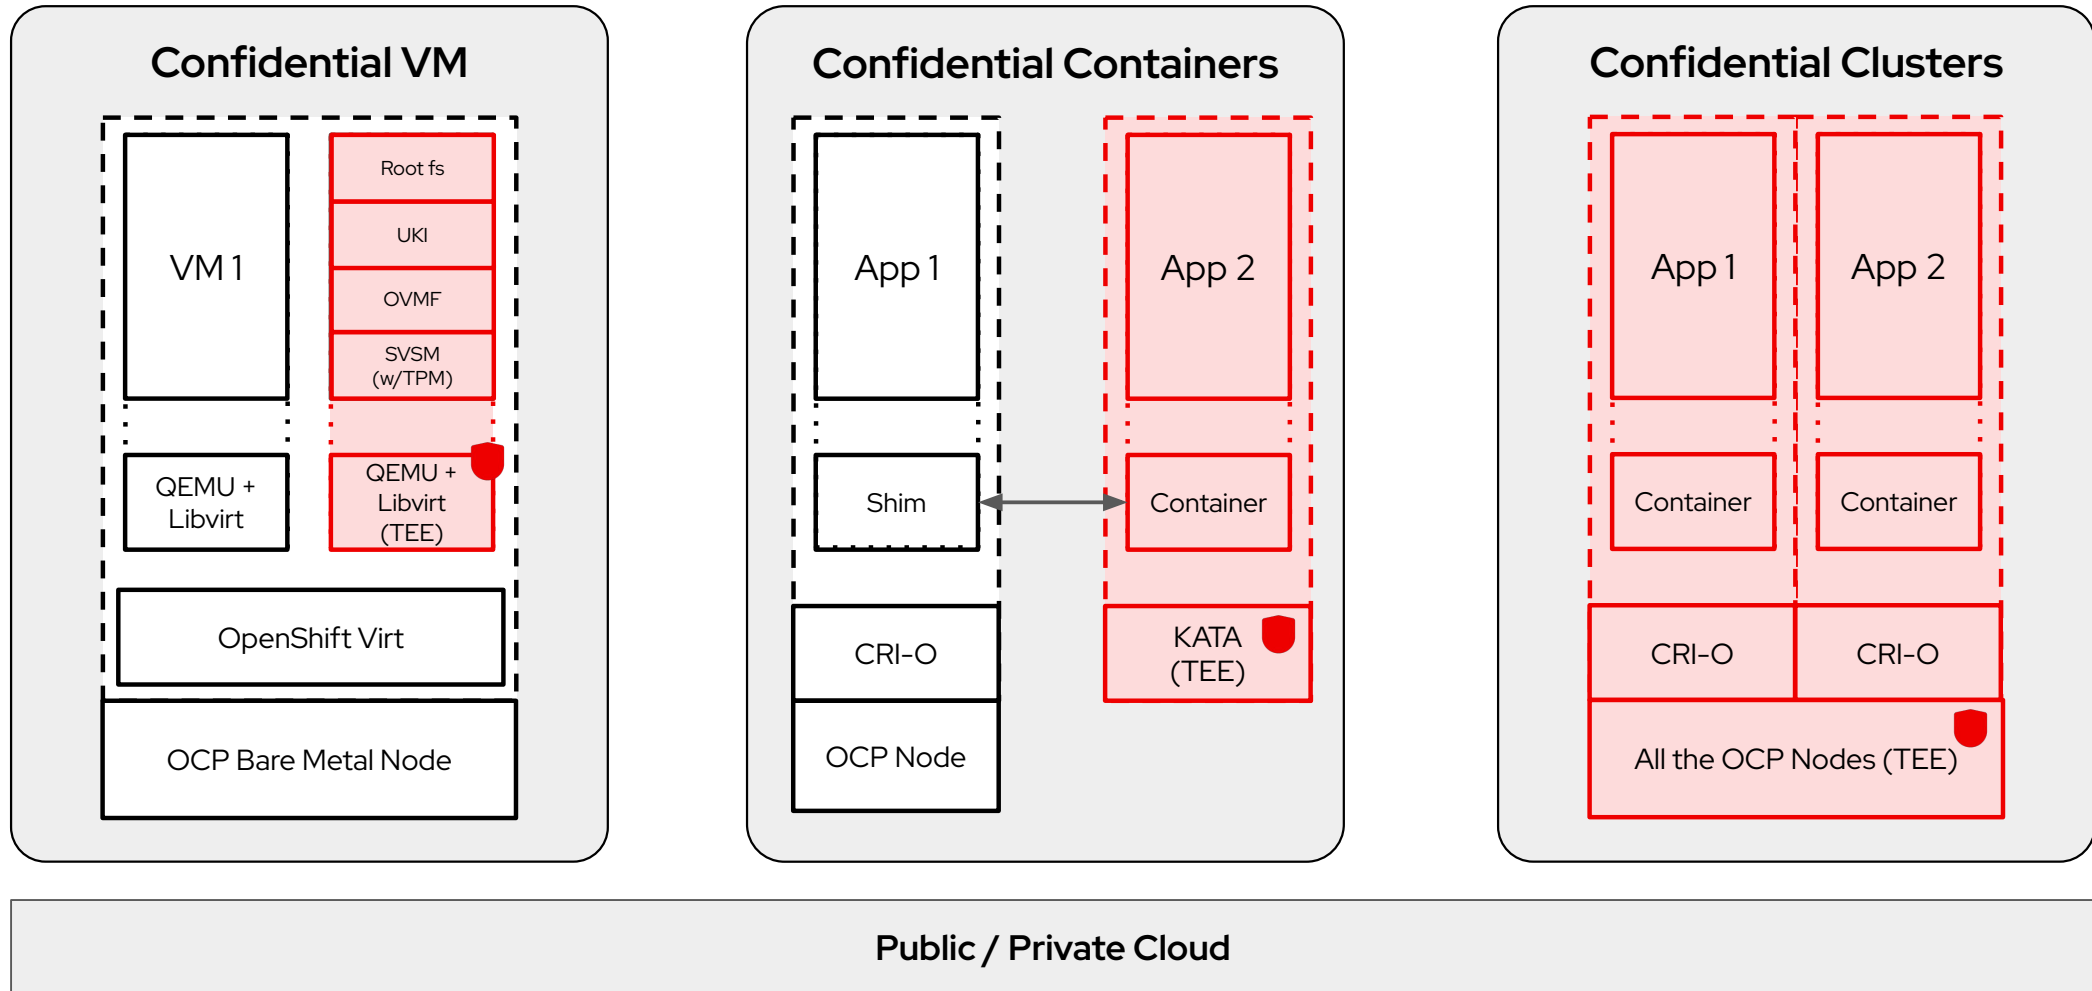 Confidential VM
VM 1
Root fs
UKI
OVMF
SVSM
(w/TPM)
QEMU +
Libvirt
QEMU +
Libvirt
(TEE)
OpenShift Virt
OCP Bare Metal Node
Confidential Containers
App 1
App 2
Shim
Container
CRI-O
KATA
(TEE)
OCP Node
Confidential Clusters
App 1
App 2
Container
Container
CRI-O
CRI-O
All the OCP Nodes (TEE)
Public / Private Cloud